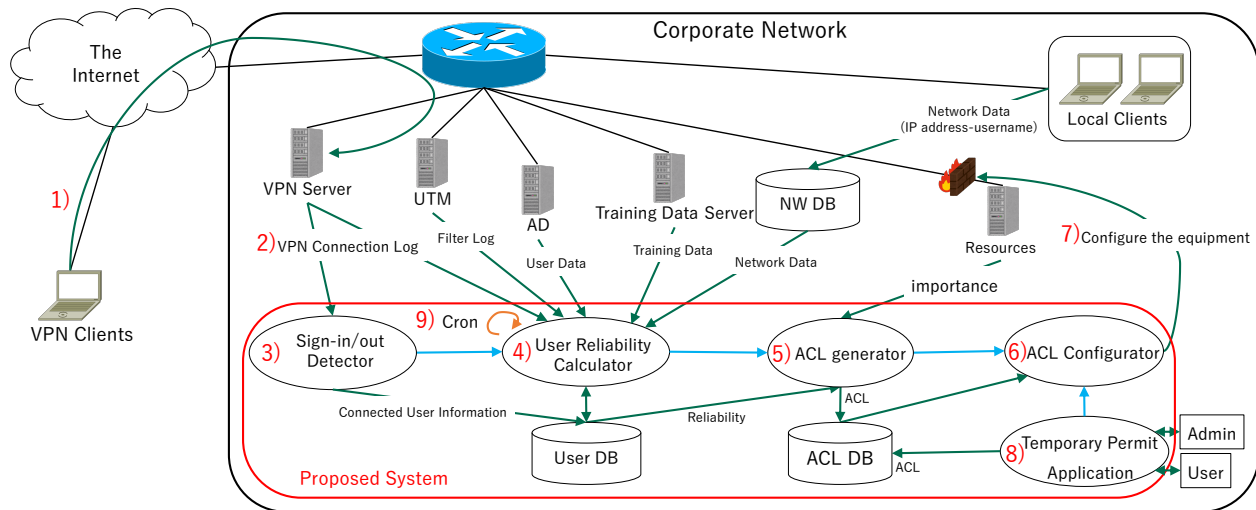 Corporate Network
The
Internet
Local Clients
Network Data
(IP address-username)
1)
VPN Server
UTM
AD
Training Data Server
NW DB
Resources
2)
VPN Connection Log
Filter Log
User Data
Training Data
Network Data
7)
Configure the equipment
importance
VPN Clients
9)
Cron
3)
Sign-in/out
Detector
4)
User Reliability
Calculator
5)
ACL generator
6)
ACL Configurator
Connected User Information
Reliability
ACL
User DB
ACL DB
ACL
8)
Temporary Permit
Application
Admin
User
Proposed System